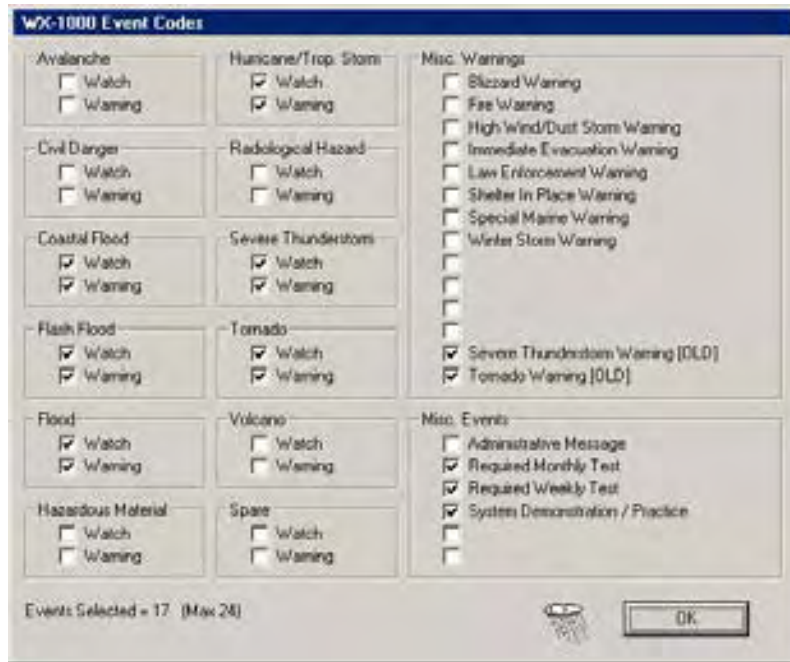 WX-1000 Event Codes
Avalanche
Watch
Warning
Civil Danger
Watch
Warning
Coastal Flood
Watch
Warning
Flash Flood
Watch
Warning
Flood
Watch
Warning
Hazardous Material
Watch
Warning
Hurricane/Trop. Storm
Watch
Warning
Radiological Hazard
Watch
Warning
Severe Thunderstorm
Watch
Warning
Tornado
Watch
Warning
Volcano
Watch
Warning
Spare
Watch
Warning
Misc. Warnings
Blizzard Warning
Fire Warning
High Wind/Dust Storm Warning
Immediate Evacuation Warning
Law Enforcement Warning
Shelter In Place Warning
Special Marine Warning
Winter Storm Warning
Severe Thunderstorm Warning [OLD]
Tornado Warning [OLD]
Misc. Events
Administrative Message
Required Monthly Test
Required Weekly Test
System Demonstration / Practice
Events Selected = 17 (Max 24)
OK